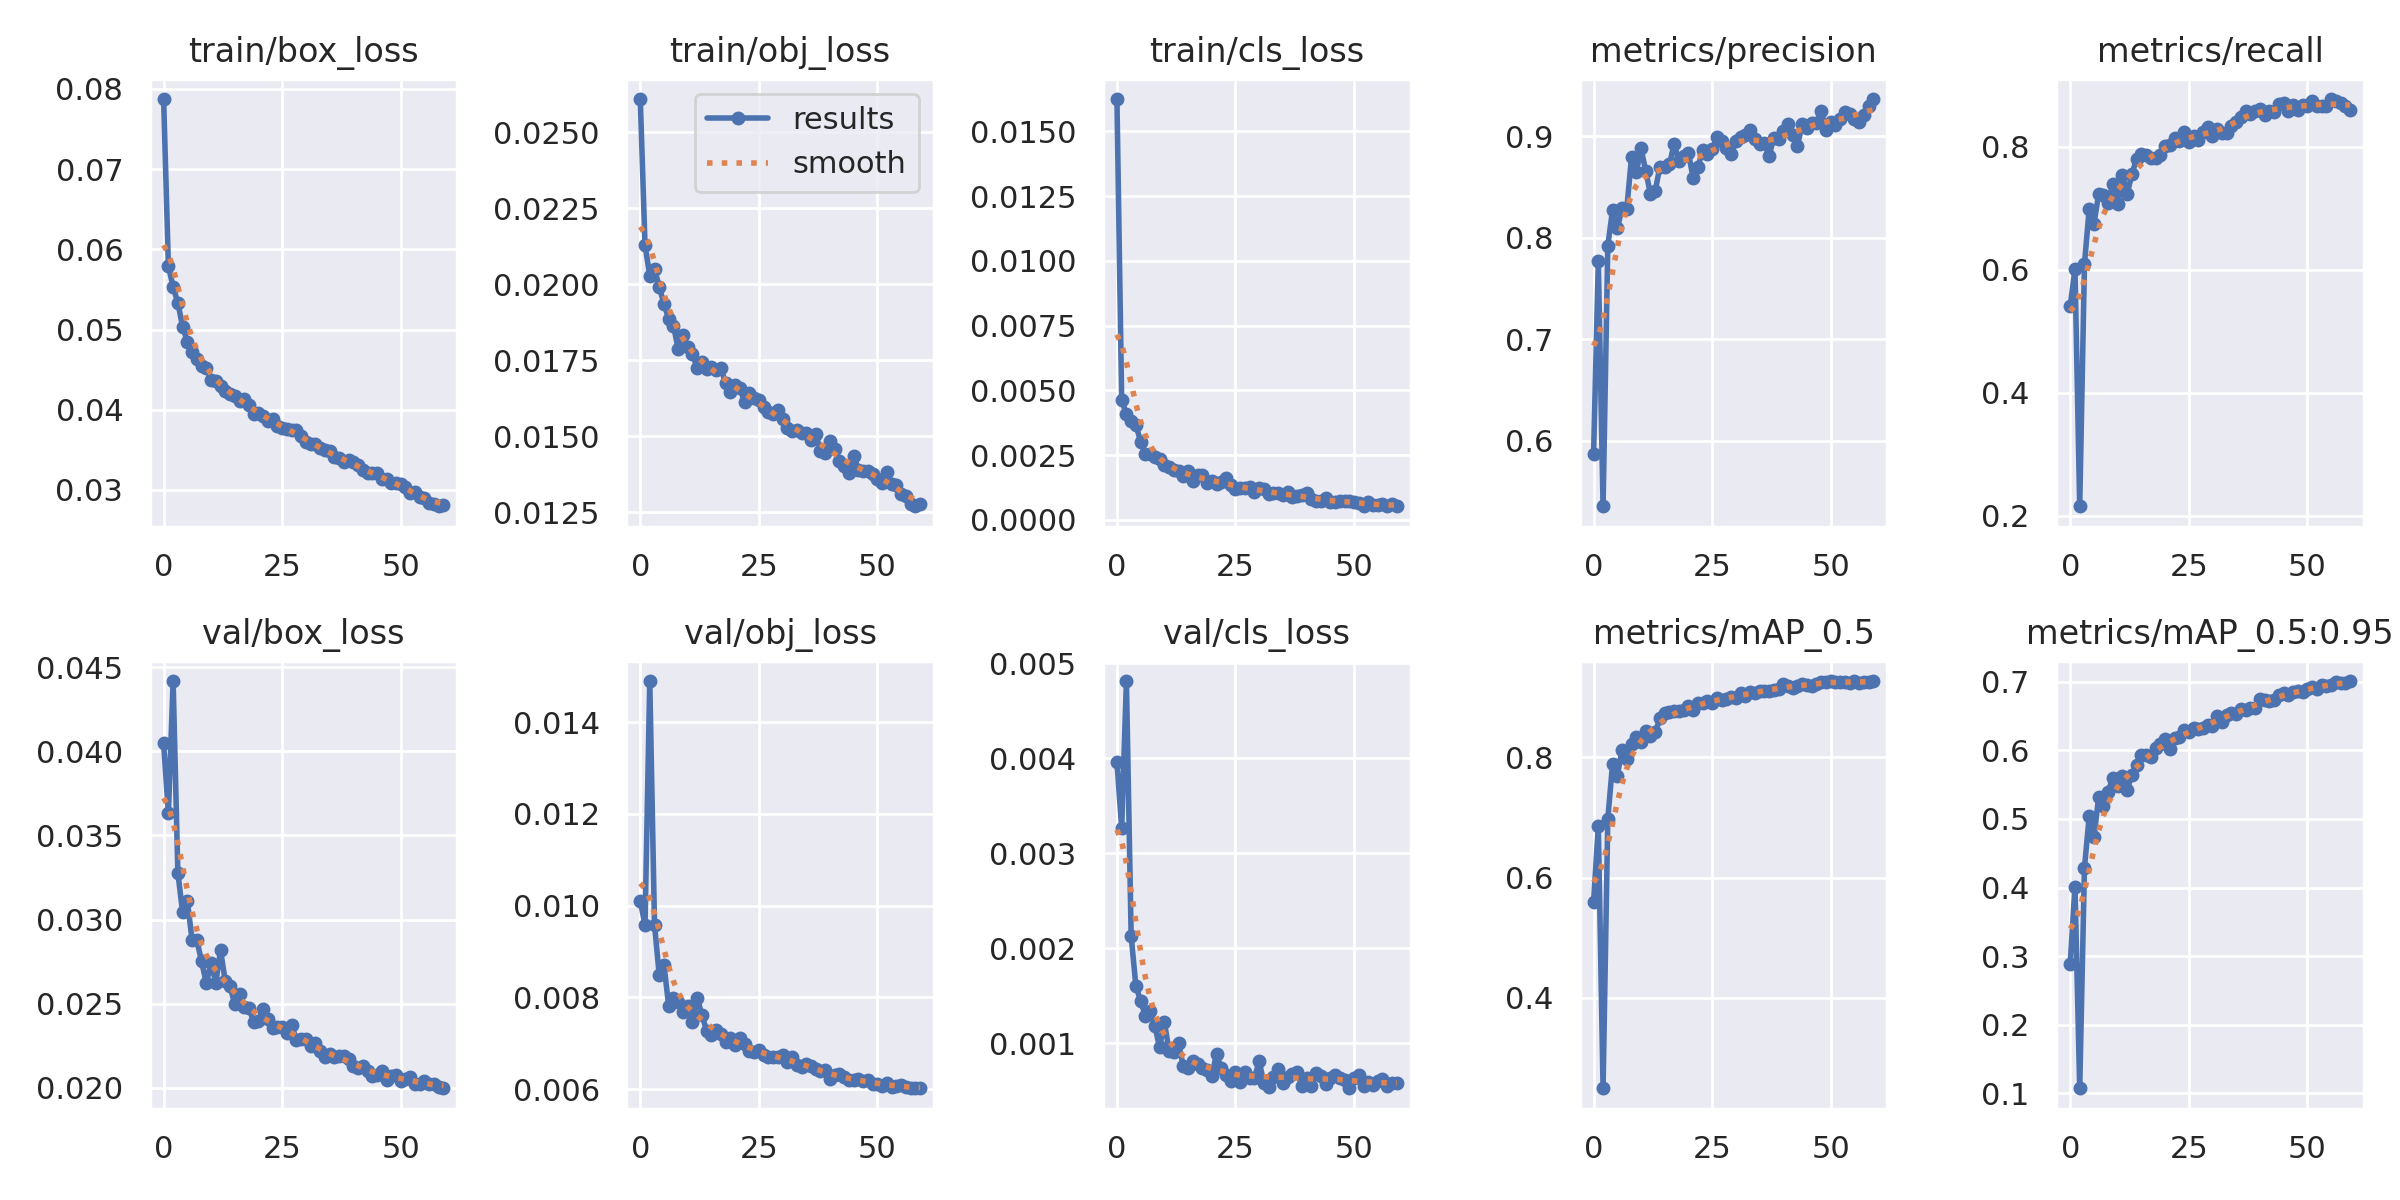 train/box_loss
0.08
0.07
0.06
0.05
0.04
0.03
0 25 50
train/obj_loss
results
smooth
0.0250
0.0225
0.0200
0.0175
0.0150
0.0125
0 25 50
train/cls_loss
0.0150
0.0125
0.0100
0.0075
0.0050
0.0025
0.0000
0 25 50
metrics/precision
0.9
0.8
0.7
0.6
0 25 50
metrics/recall
0.8
0.6
0.4
0.2
0 25 50
val/box_loss
0.045
0.040
0.035
0.030
0.025
0.020
0 25 50
val/obj_loss
0.014
0.012
0.010
0.008
0.006
0 25 50
val/cls_loss
0.005
0.004
0.003
0.002
0.001
0 25 50
metrics/mAP_0.5
0.8
0.6
0.4
0 25 50
metrics/mAP_0.5:0.95
0.7
0.6
0.5
0.4
0.3
0.2
0.1
0 25 50